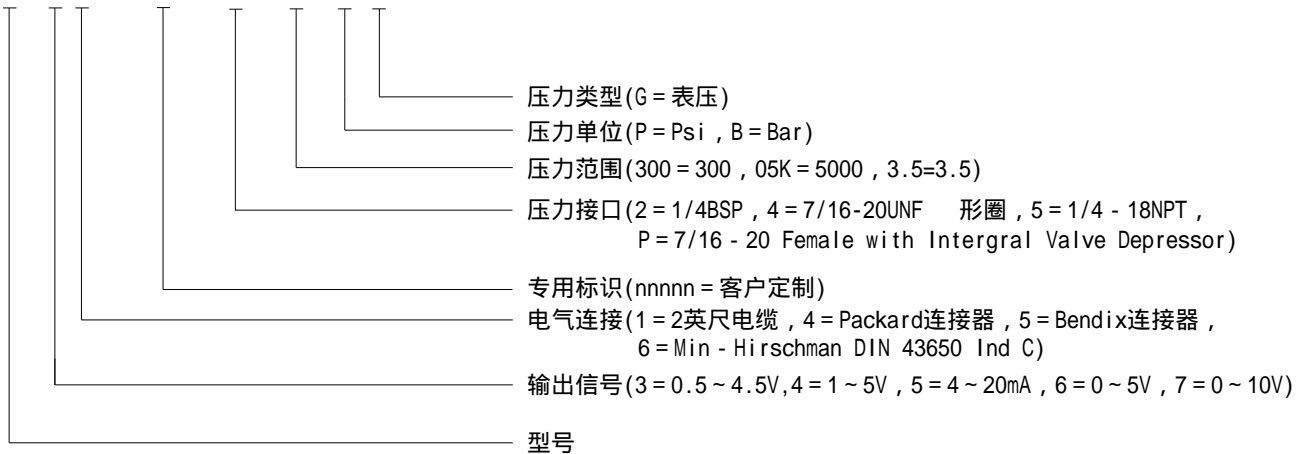 压力类型(G=表压)
压力单位(P=Psi,B=Bar)
压力范围(300=300,05K=5000,3.5=3.5)
压力接口(2=1/4BSP,4=7/16-20UNF 形圈,5=1/4-18NPT,
P=7/16-20 Female with Intergral Valve Depressor)
专用标识(nnnnn=客户定制)
电气连接(1=2英尺电缆,4=Packard连接器,5=Bendix连接器,
6=Min-Hirschman DIN 43650 Ind C)
输出信号(3=0.5~4.5V,4=1~5V,5=4~20mA,6=0~5V,7=0~10V)
型号